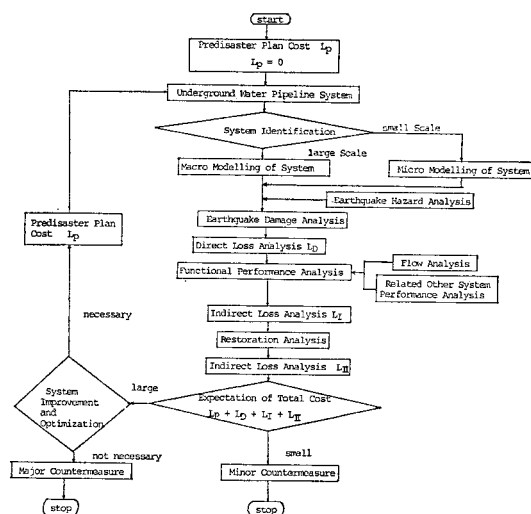 start
Predisaster Plan Cost Lp
Lp = 0
Underground Water Pipeline System
System Identification
small Scale
large Scale
Macro Modelling of System
Micro Modelling of System
Earthquake Hazard Analysis
Predisaster Plan
Cost Lp
Earthquake Damage Analysis
Direct Loss Analysis LD
Functional Performance Analysis
Flow Analysis
Related Other System
Performance Analysis
necessary
Indirect Loss Analysis LI
Restoration Analysis
Indirect Loss Analysis LII
System
Improvement
and
Optimization
large
Expectation of Total Cost
Lp + LD + LI + LII
not necessary
small
Major Countermeasure
Minor Countermeasure
stop
stop